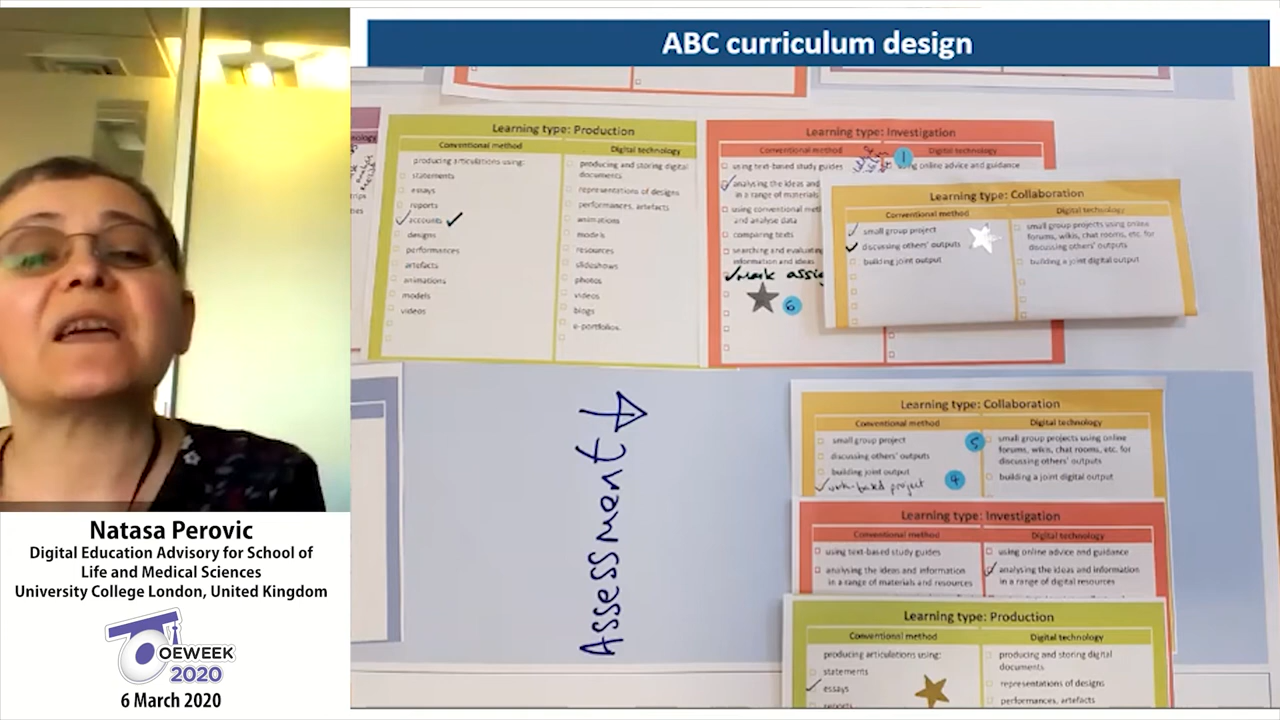 ABC curriculum design
Learning type: Production
Conventional method
Digital technology
producing articulations using:
statements
essays
reports
accounts
designs
performances
artefacts
animations
models
videos
producing and storing digital
documents
representations of designs
performances, artefacts
animations
models
resources
slideshows
photos
videos
blogs
e-portfolios.
Learning type: Investigation
Conventional method
Digital technology
using text-based study guides
online advice and guidance
1
analysing the ideas and
in a range of materials
using conventional
and analyse data
comparing texts
searching and evaluating
information and ideas
mark
6
Learning type: Collaboration
Conventional method
Digital technology
small group project
discussing others' outputs
building joint output
small group projects using online
forums, wikis, chat rooms, etc. for
discussing others' outputs
building a joint digital output
Assessment
Learning type: Collaboration
Conventional method
Digital technology
small group project
discussing others' outputs
building joint output
work-based project
5
4
small group projects using online
forums, wikis, chat rooms, etc. for
discussing others' outputs
building a joint digital output
Learning type: Investigation
Conventional method
Digital technology
using text-based study guides
analysing the ideas and information
in a range of materials and resources
using online advice and guidance
analysing the ideas and information
in a range of digital resources
Learning type: Production
Conventional method
Digital technology
producing articulations using:
statements
essays
reports
producing and storing digital
documents
representations of designs
performances, artefacts
Natasa Perovic
Digital Education Advisory for School of
Life and Medical Sciences
University College London, United Kingdom
OEWEEK
2020
6 March 2020